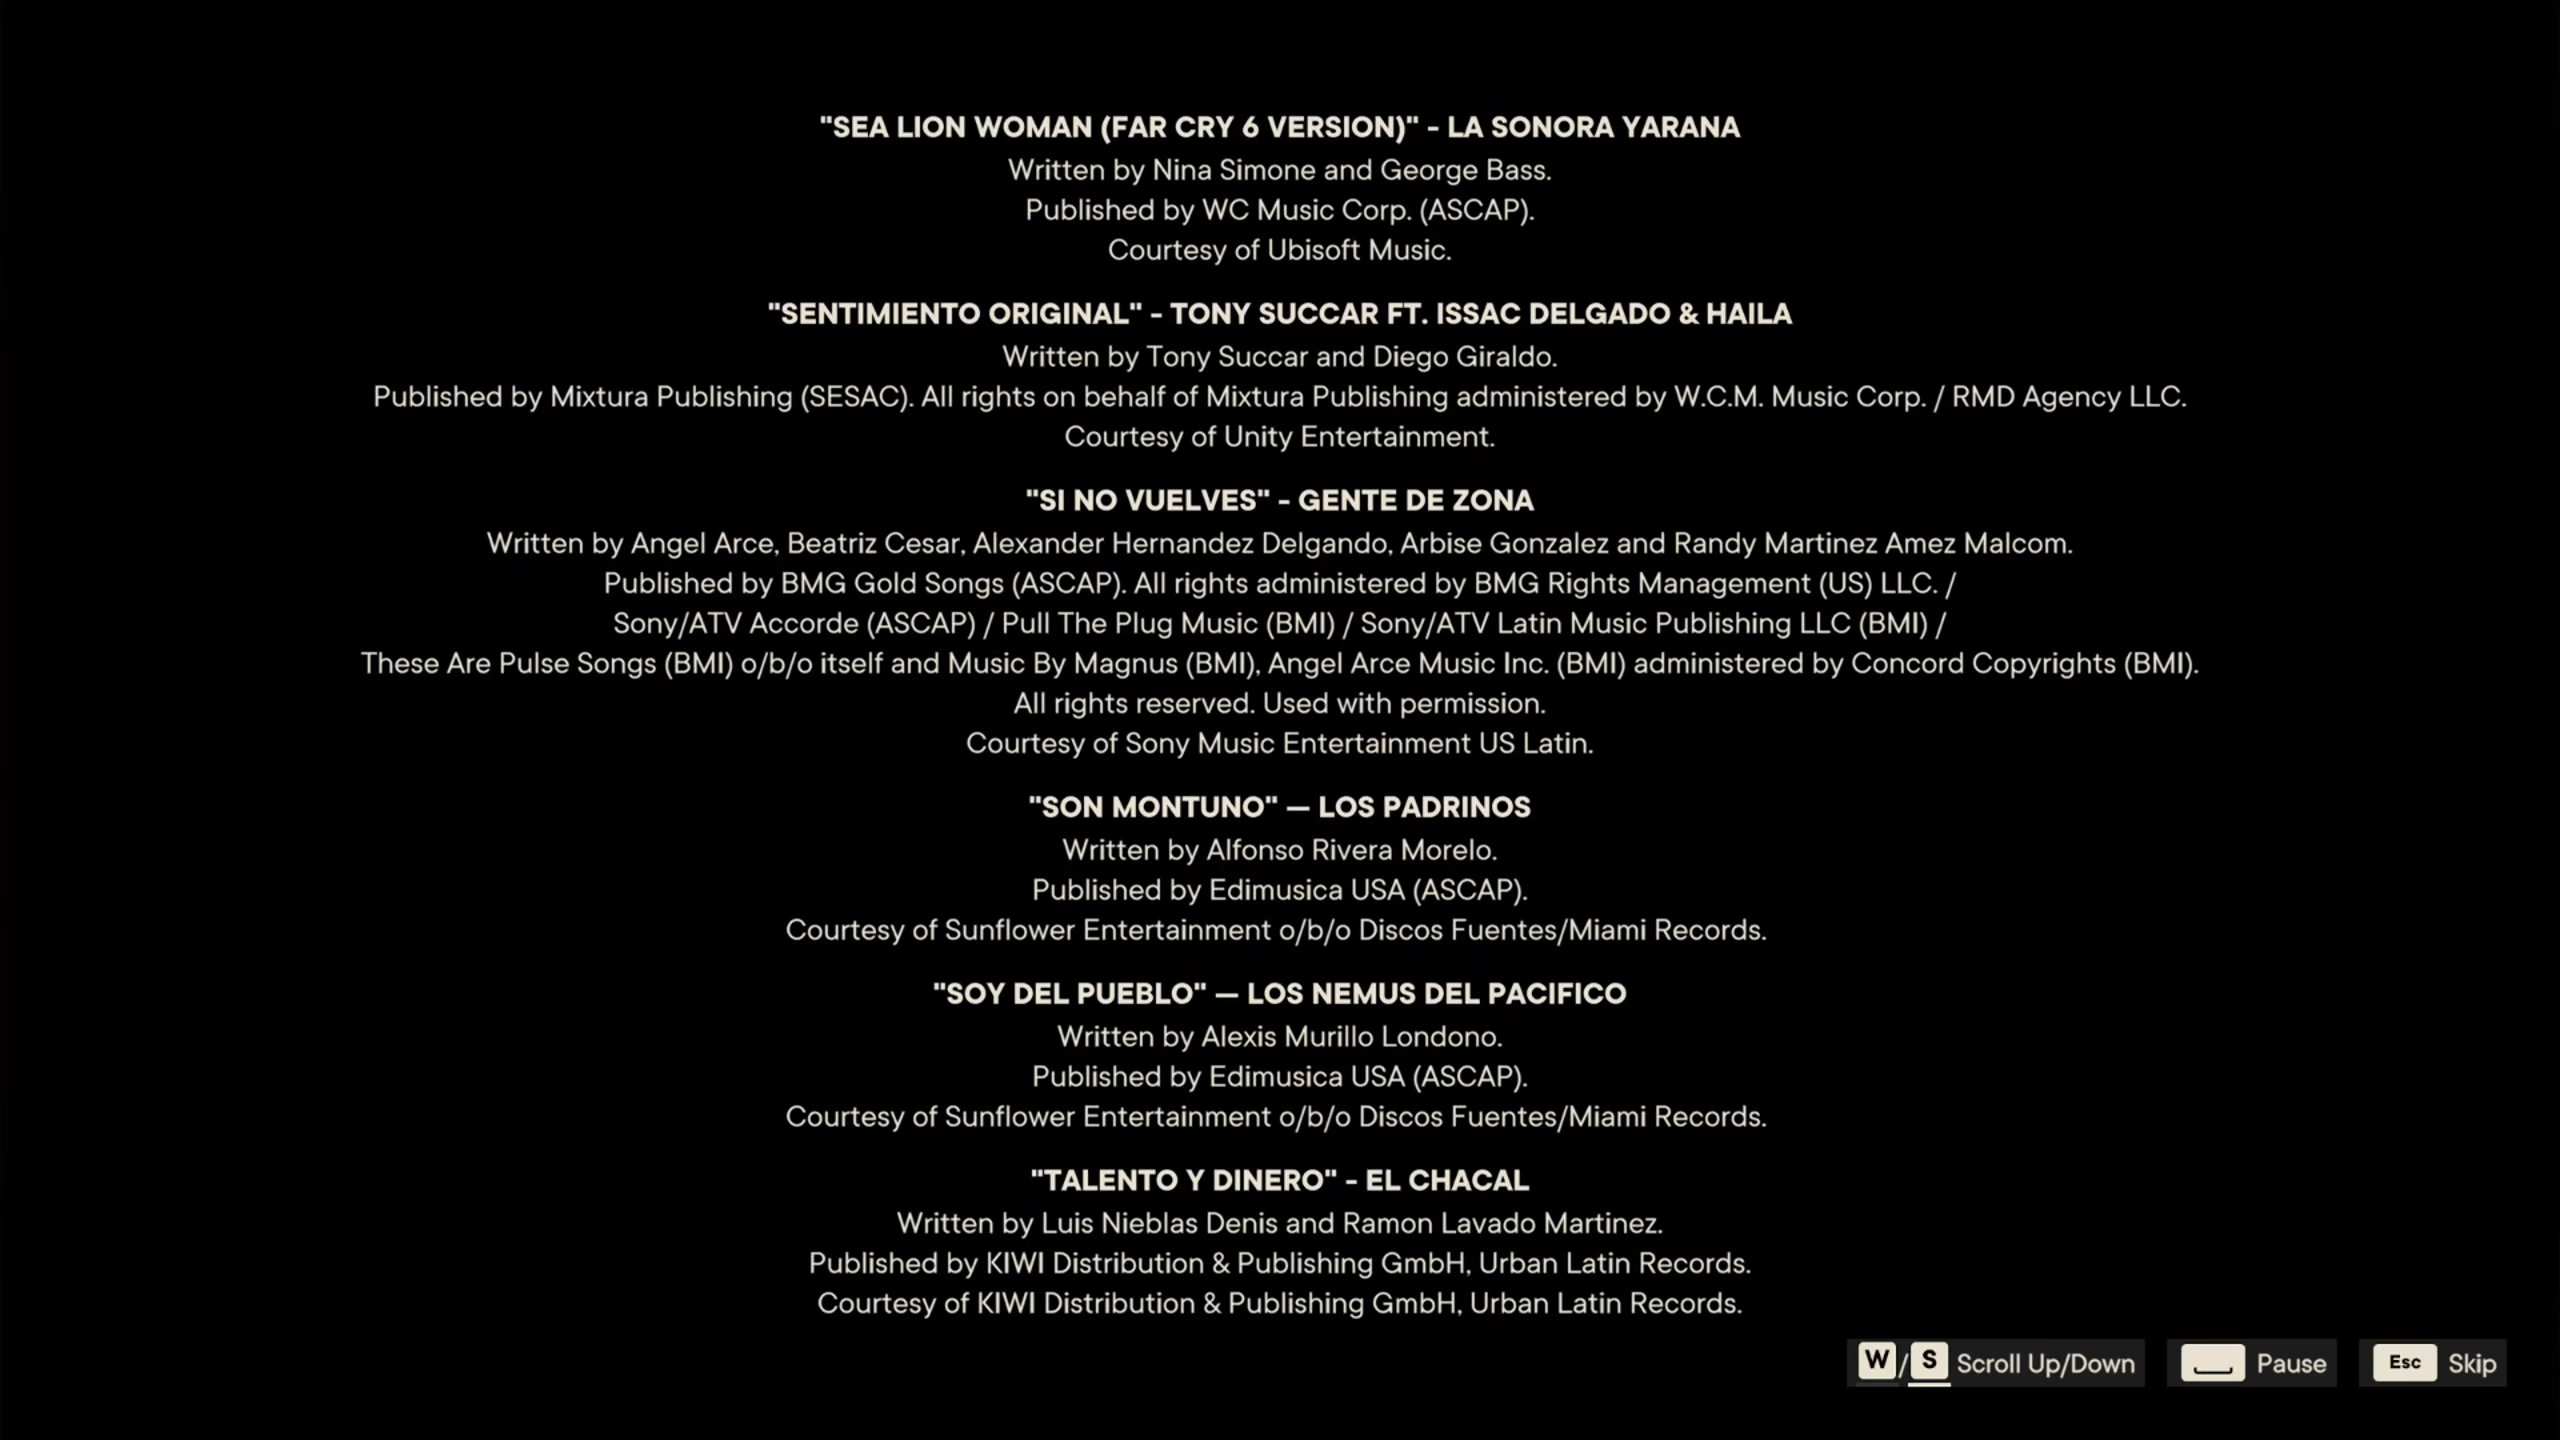 "SEA LION WOMAN (FAR CRY 6 VERSION)" - LA SONORA YARANA
Written by Nina Simone and George Bass.
Published by WC Music Corp. (ASCAP).
Courtesy of Ubisoft Music.
"SENTIMIENTO ORIGINAL" - TONY SUCCAR FT. ISSAC DELGADO & HAILA
Written by Tony Succar and Diego Giraldo.
Published by Mixtura Publishing (SESAC). All rights on behalf of Mixtura Publishing administered by W.C.M. Music Corp. / RMD Agency LLC.
Courtesy of Unity Entertainment.
"SI NO VUELVES" - GENTE DE ZONA
Written by Angel Arce, Beatriz Cesar, Alexander Hernandez Delgando, Arbise Gonzalez and Randy Martinez Amez Malcom.
Published by BMG Gold Songs (ASCAP). All rights administered by BMG Rights Management (US) LLC. /
Sony/ATV Accorde (ASCAP) / Pull The Plug Music (BMI) / Sony/ATV Latin Music Publishing LLC (BMI) /
These Are Pulse Songs (BMI) o/b/o itself and Music By Magnus (BMI), Angel Arce Music Inc. (BMI) administered by Concord Copyrights (BMI).
All rights reserved. Used with permission.
Courtesy of Sony Music Entertainment US Latin.
"SON MONTUNO" — LOS PADRINOS
Written by Alfonso Rivera Morelo.
Published by Edimusica USA (ASCAP).
Courtesy of Sunflower Entertainment o/b/o Discos Fuentes/Miami Records.
"SOY DEL PUEBLO" — LOS NEMUS DEL PACIFICO
Written by Alexis Murillo Londono.
Published by Edimusica USA (ASCAP).
Courtesy of Sunflower Entertainment o/b/o Discos Fuentes/Miami Records.
"TALENTO Y DINERO" - EL CHACAL
Written by Luis Nieblas Denis and Ramon Lavado Martinez.
Published by KIWI Distribution & Publishing GmbH, Urban Latin Records.
Courtesy of KIWI Distribution & Publishing GmbH, Urban Latin Records.
W/S Scroll Up/Down Pause Esc Skip